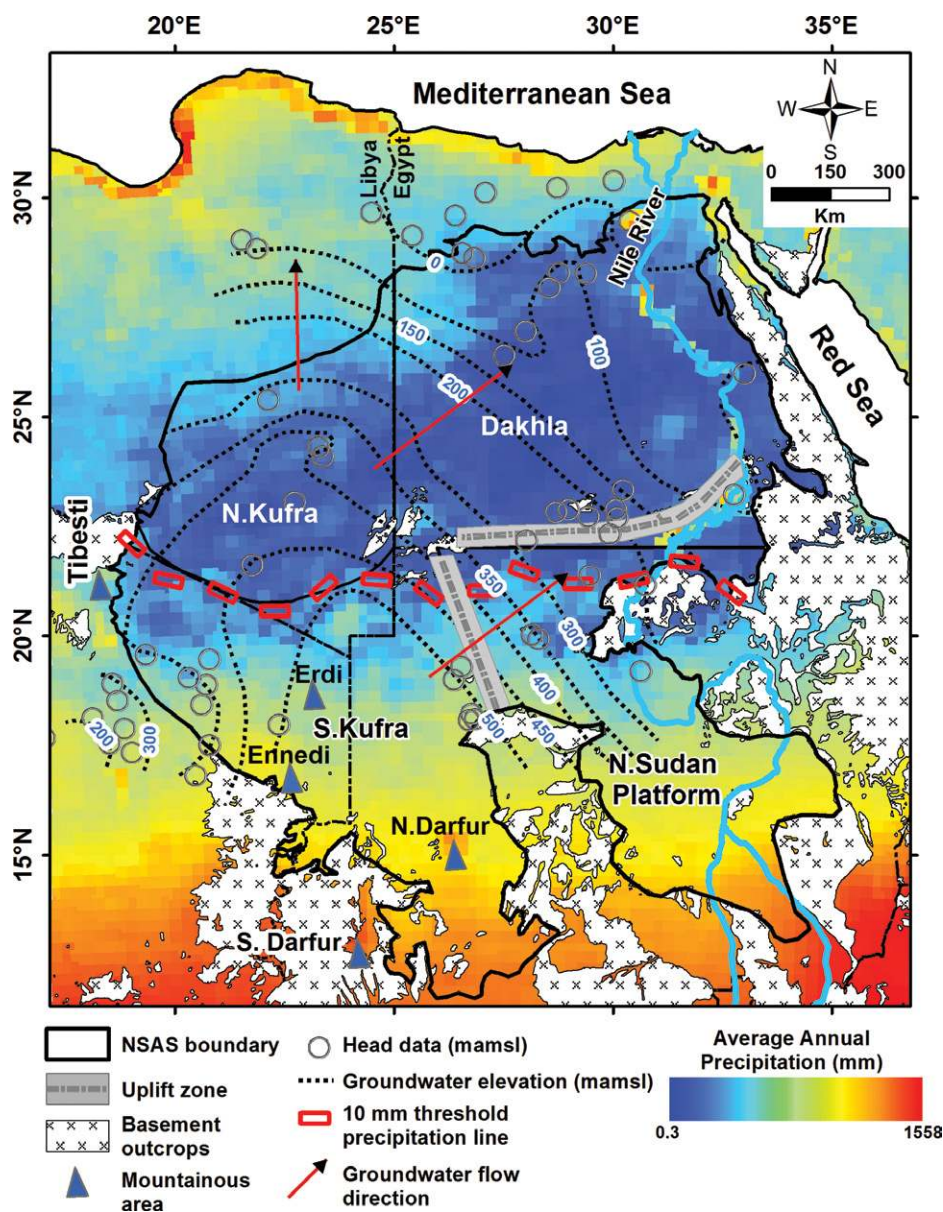 20°E 25°E 30°E 35°E
Mediterranean Sea
N
W E
S
0 150 300
Km
30°N
25°N
20°N
15°N
Libya
Egypt
Nile River
Red Sea
0
150
200
100
Dakhla
N.Kufra
Tibesti
350
300
400
450
500
Erdi
S.Kufra
200
300
Ennedi
N.Sudan
Platform
N.Darfur
S. Darfur
NSAS boundary
Uplift zone
Basement
outcrops
Mountainous
area
Head data (mamsl)
Groundwater elevation (mamsl)
10 mm threshold
precipitation line
Groundwater flow
direction
Average Annual
Precipitation (mm)
0.3 1558